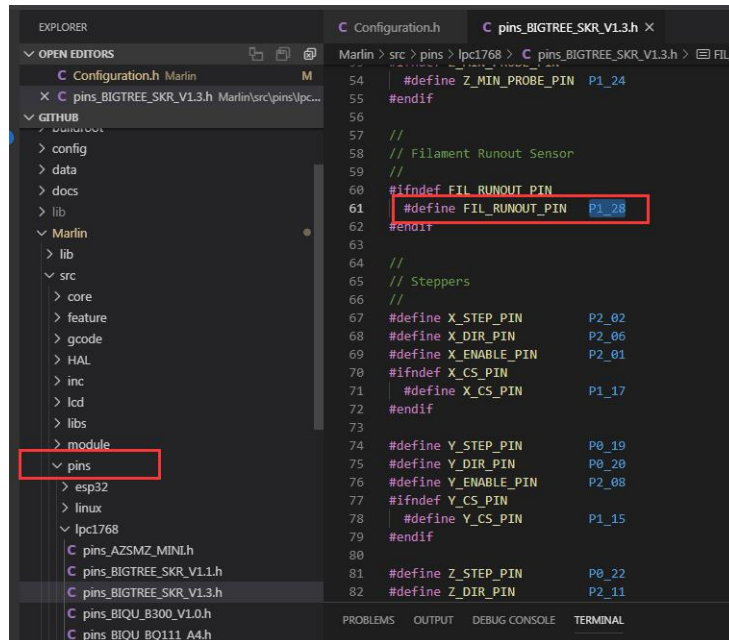 EXPLORER
OPEN EDITORS
C Configuration.h Marlin M
X C pins_BIGTREE_SKR_V1.3.h Marlin\src\pins\lpc...
GITHUB
> buildroot
> config
> data
> docs
> lib
Marlin
> lib
src
> core
> feature
> gcode
> HAL
> inc
> lcd
> libs
> module
pins
> esp32
> linux
lpc1768
C pins_AZSMZ_MINI.h
C pins_BIGTREE_SKR_V1.1.h
C pins_BIGTREE_SKR_V1.3.h
C pins_BIQU_B300_V1.0.h
C pins_BIQU_BQ111_A4.h
C Configuration.h C pins_BIGTREE_SKR_V1.3.h X
Marlin > src > pins > lpc1768 > C pins_BIGTREE_SKR_V1.3.h > FIL
53 #ifndef Z_MIN_PROBE_PIN
54 #define Z_MIN_PROBE_PIN P1_24
55 #endif
56
57 //
58 // Filament Runout Sensor
59 //
60 #ifndef FIL_RUNOUT_PIN
61 #define FIL_RUNOUT_PIN P1_28
62 #endif
63
64 //
65 // Steppers
66 //
67 #define X_STEP_PIN P2_02
68 #define X_DIR_PIN P2_06
69 #define X_ENABLE_PIN P2_01
70 #ifndef X_CS_PIN
71 #define X_CS_PIN P1_17
72 #endif
73
74 #define Y_STEP_PIN P0_19
75 #define Y_DIR_PIN P0_20
76 #define Y_ENABLE_PIN P2_08
77 #ifndef Y_CS_PIN
78 #define Y_CS_PIN P1_15
79 #endif
80
81 #define Z_STEP_PIN P0_22
82 #define Z_DIR_PIN P2_11
PROBLEMS OUTPUT DEBUG CONSOLE TERMINAL